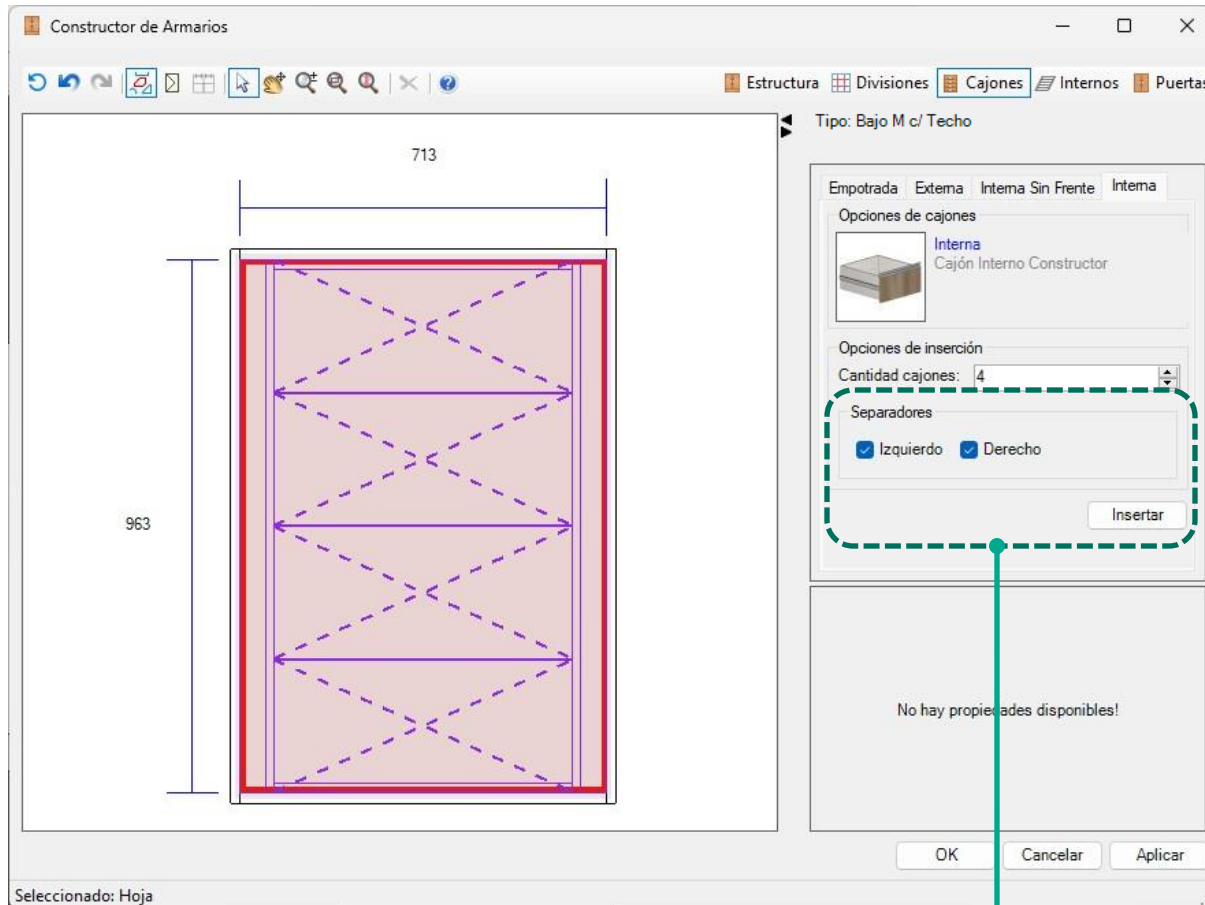 Constructor de Armarios
Estructura Divisiones Cajones Internos Puertas
Tipo: Bajo M c/ Techo
713
963
Empotrada Externa Interna Sin Frente Interna
Opciones de cajones
Interna
Cajón Interno Constructor
Opciones de inserción
Cantidad cajones: 4
Separadores
Izquierdo Derecho
Insertar
No hay propiedades disponibles!
OK Cancelar Aplicar
Seleccionado: Hoja